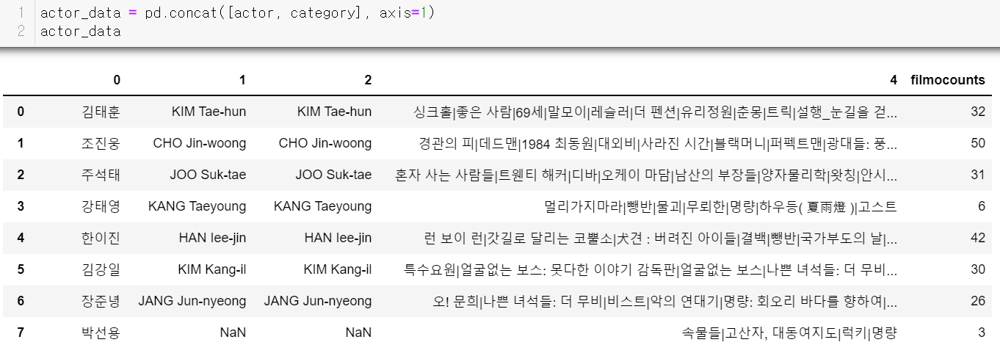 1 actor_data = pd.concat([actor, category], axis=1)
2 actor_data
0 1 2 4 filmocounts
0 김태훈 KIM Tae-hun KIM Tae-hun 싱크홀|좋은 사람|69세|말모이|레슬러|더 펜션|유리정원|춘몽|트릭|설행_눈길을 걷... 32
1 조진웅 CHO Jin-woong CHO Jin-woong 경관의 피|데드맨|1984 최동원|대외비|사라진 시간|블랙머니|퍼펙트맨|광대들: 풍... 50
2 주석태 JOO Suk-tae JOO Suk-tae 혼자 사는 사람들|트웬티 해커|디바|오케이 마담|남산의 부장들|양자물리학|왓칭|안시... 31
3 강태영 KANG Taeyoung KANG Taeyoung 멀리가지마라|뺑반|물괴|무뢰한|명량|하우등( 夏雨燈 )|고스트 6
4 한이진 HAN Iee-jin HAN Iee-jin 런 보이 런|갓길로 달리는 코뿔소|犬견 : 버려진 아이들|결백|뺑반|국가부도의 날|... 42
5 김강일 KIM Kang-il KIM Kang-il 특수요원|얼굴없는 보스: 못다한 이야기 감독판|얼굴없는 보스|나쁜 녀석들: 더 무비... 30
6 장준녕 JANG Jun-nyeong JANG Jun-nyeong 오! 문희|나쁜 녀석들: 더 무비|비스트|악의 연대기|명량: 회오리 바다를 향하여|... 26
7 박선용 NaN NaN 속물들|고산자, 대동여지도|럭키|명량 3